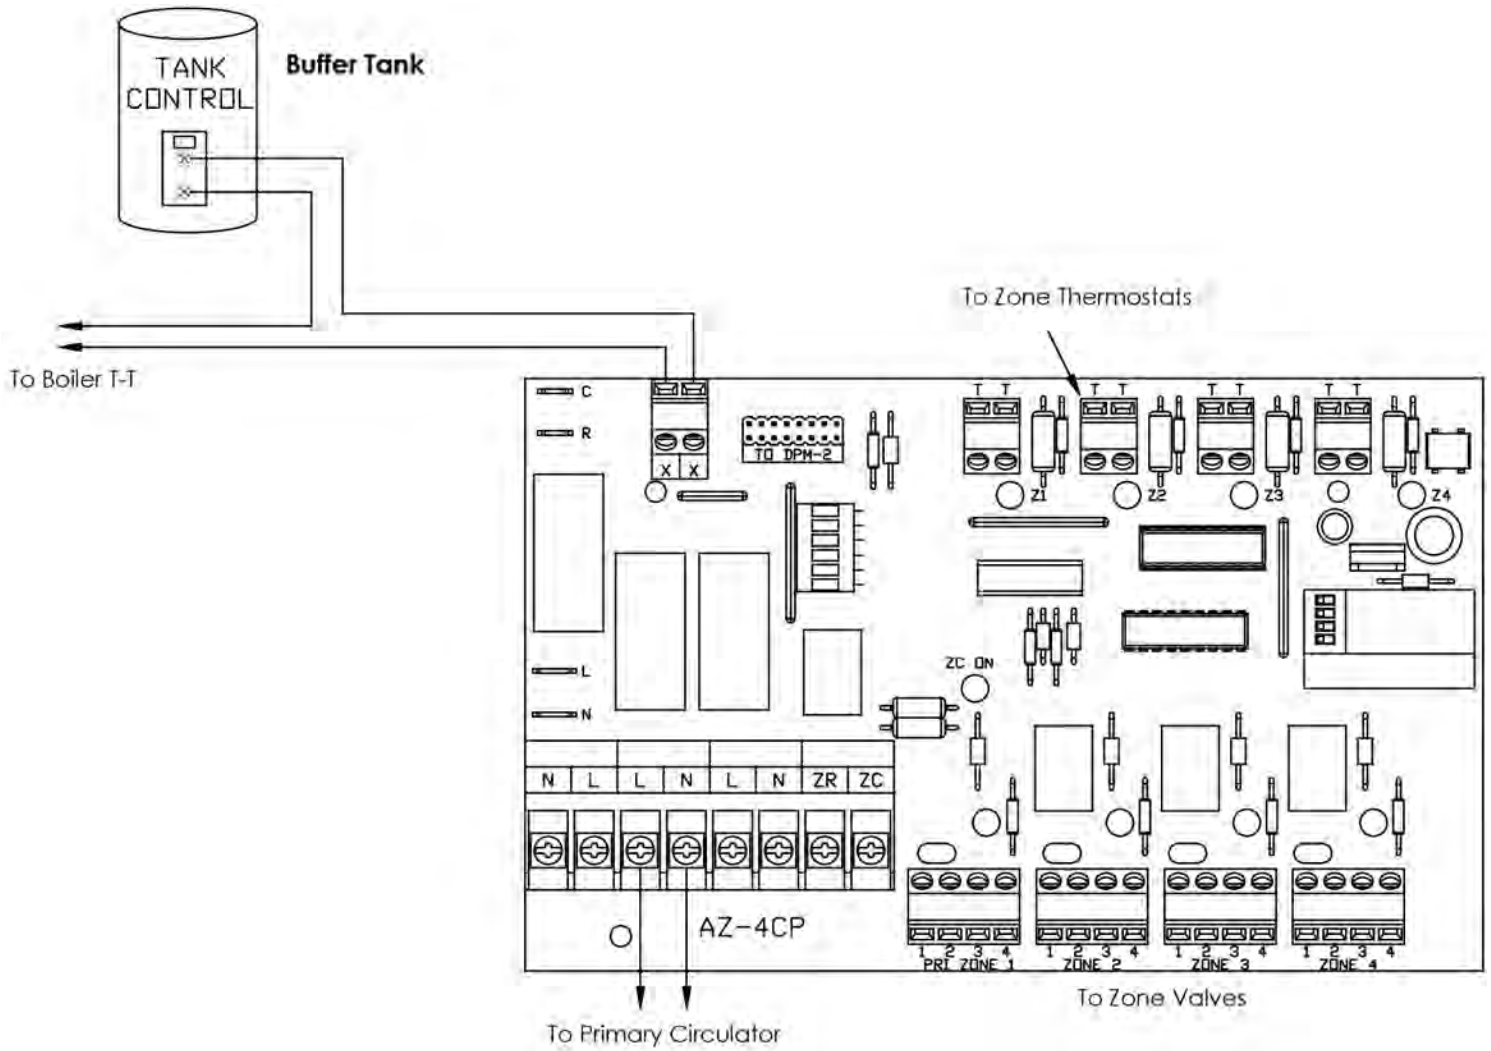 TANK
CONTROL
Buffer Tank
To Zone Thermostats
To Boiler T-T
C
R
X X
TO DPM-2
T T T T T T T T
Z1 Z2 Z3 Z4
ZC ON
L
N
N L L N L N ZR ZC
AZ-4CP
1 2 3 4 1 2 3 4 1 2 3 4 1 2 3 4
PRI ZONE 1 ZONE 2 ZONE 3 ZONE 4
To Zone Valves
To Primary Circulator